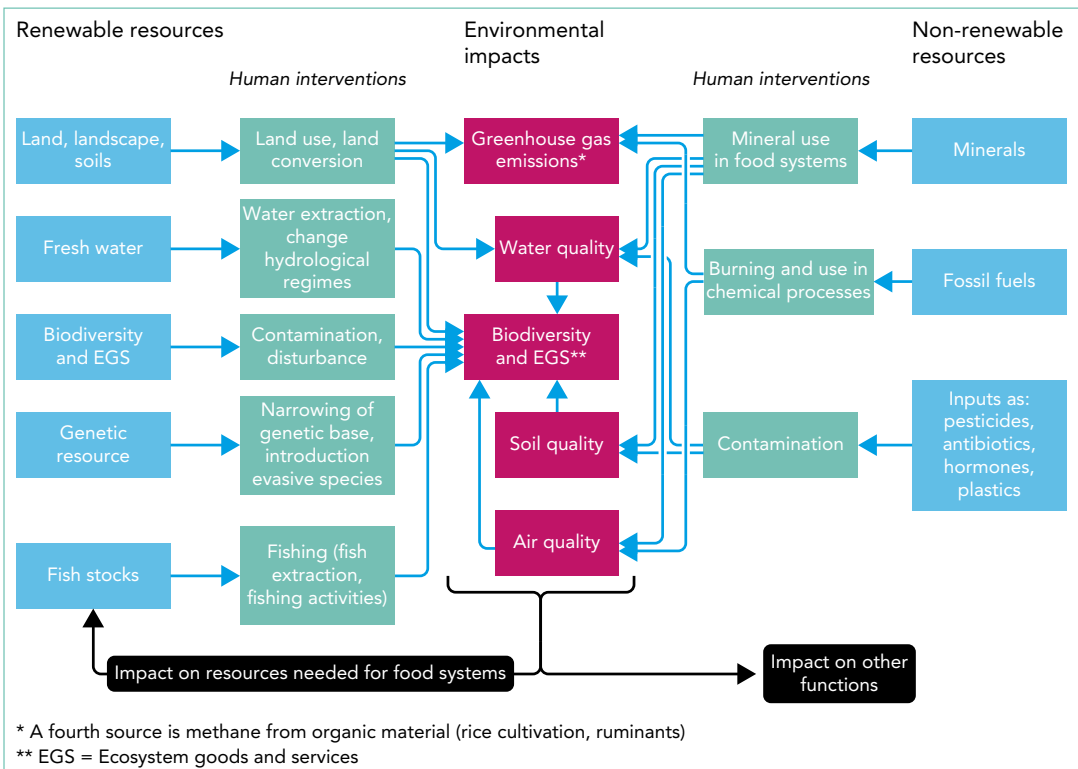 Renewable resources
Environmental
impacts
Non-renewable
resources
Human interventions
Human interventions
Land, landscape,
soils
Land use, land
conversion
Greenhouse gas
emissions*
Mineral use
in food systems
Minerals
Fresh water
Water extraction,
change
hydrological
regimes
Water quality
Burning and use in
chemical processes
Fossil fuels
Biodiversity
and EGS
Contamination,
disturbance
Biodiversity
and EGS**
Genetic
resource
Narrowing of
genetic base,
introduction
evasive species
Soil quality
Contamination
Inputs as:
pesticides,
antibiotics,
hormones,
plastics
Fish stocks
Fishing (fish
extraction,
fishing activities)
Air quality
Impact on resources needed for food systems
Impact on other
functions
* A fourth source is methane from organic material (rice cultivation, ruminants)
** EGS = Ecosystem goods and services